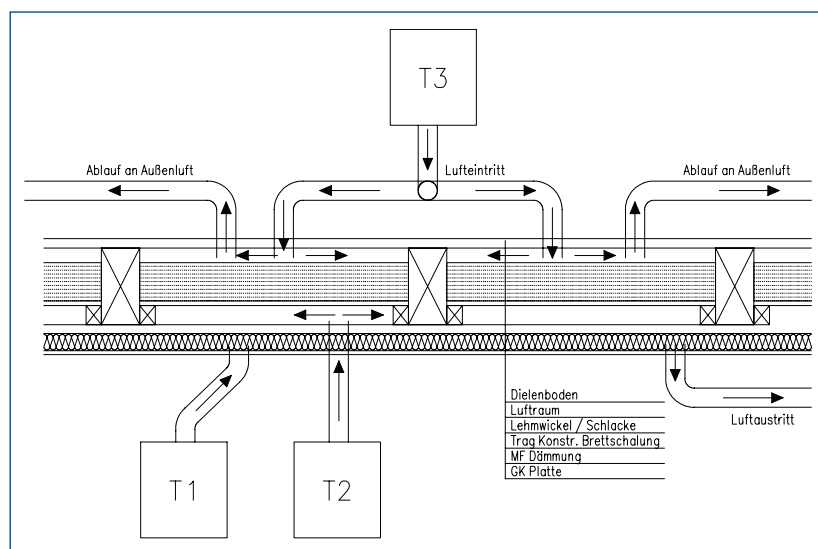 T3
Ablauf an Außenluft
Lufteintritt
Ablauf an Außenluft
Dielenboden
Luftraum
Lehmwickel / Schlacke
Trag Konstr. Brettschalung
MF Dämmung
GK Platte
Luftaustritt
T1
T2